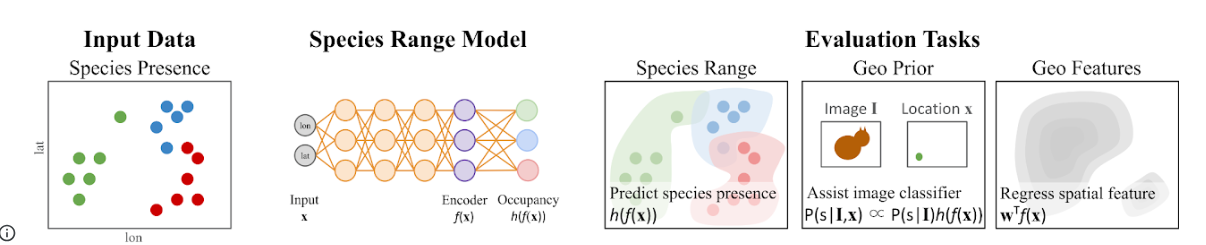 Input Data
Species Presence
lat
lon
Species Range Model
lon
lat
Input
x
Encoder
f(x)
Occupancy
h(f(x))
Evaluation Tasks
Species Range
Predict species presence
h(f(x))
Geo Prior
Image I
Location x
Assist image classifier
P(s|I,x) ∝ P(s|I)h(f(x))
Geo Features
Regress spatial feature
wᵀf(x)